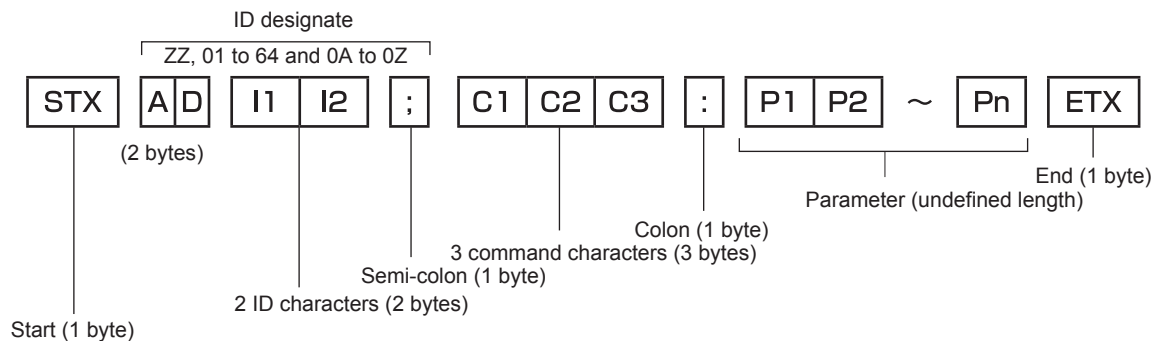 ID designate
ZZ, 01 to 64 and 0A to 0Z
STX A D I1 I2 ; C1 C2 C3 : P1 P2 ~ Pn ETX
(2 bytes)
End (1 byte)
Parameter (undefined length)
Colon (1 byte)
3 command characters (3 bytes)
Semi-colon (1 byte)
2 ID characters (2 bytes)
Start (1 byte)